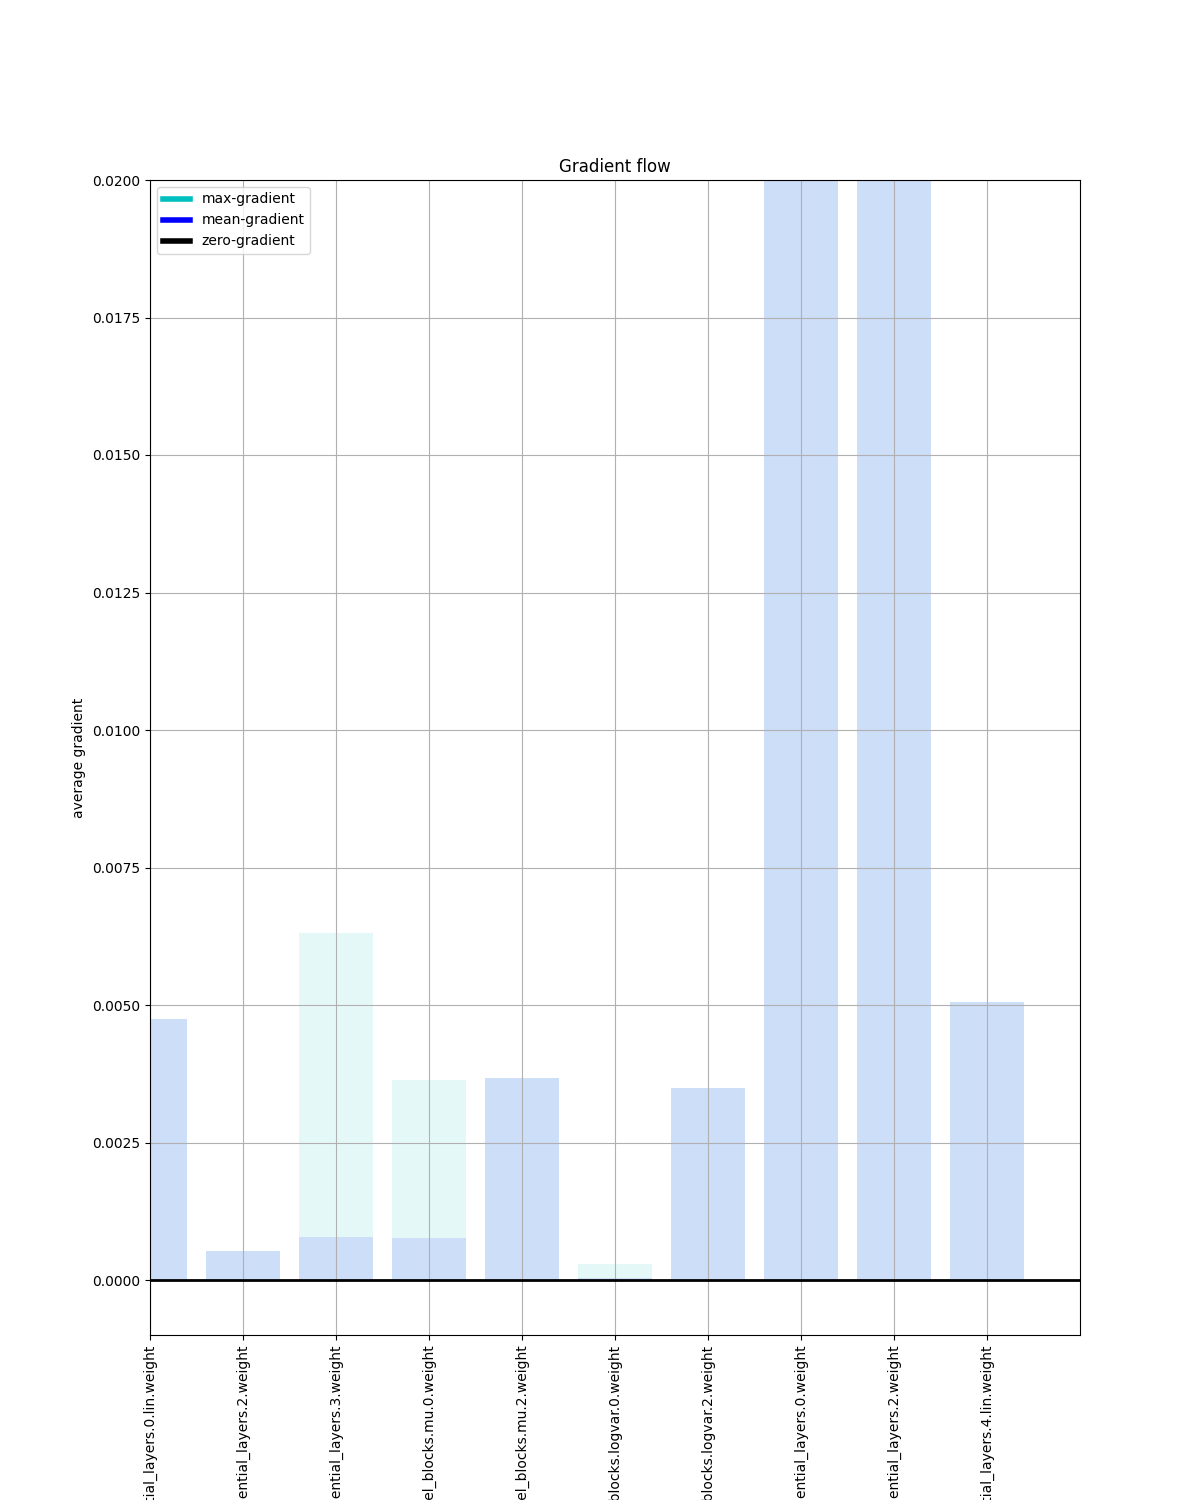 Gradient flow
max-gradient
mean-gradient
zero-gradient
0.0200
0.0175
0.0150
0.0125
0.0100
0.0075
0.0050
0.0025
0.0000
average gradient
tial_layers.0.lin.weight
ential_layers.2.weight
ential_layers.3.weight
el_blocks.mu.0.weight
el_blocks.mu.2.weight
blocks.logvar.0.weight
blocks.logvar.2.weight
ential_layers.0.weight
ential_layers.2.weight
tial_layers.4.lin.weight